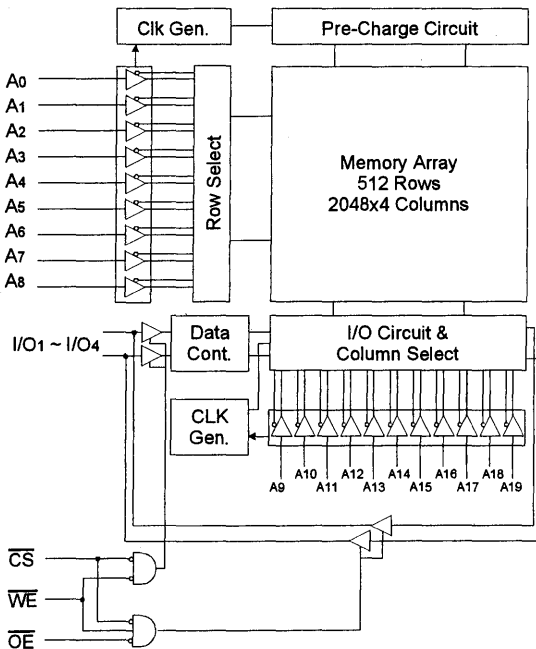 Clk Gen.
Pre-Charge Circuit
A0
A1
A2
A3
A4
A5
A6
A7
A8
Row Select
Memory Array
512 Rows
2048x4 Columns
I/O1 ~ I/O4
Data
Cont.
I/O Circuit &
Column Select
CLK
Gen.
A10
A12
A14
A16
A18
A9
A11
A13
A15
A17
A19
CS
WE
OE